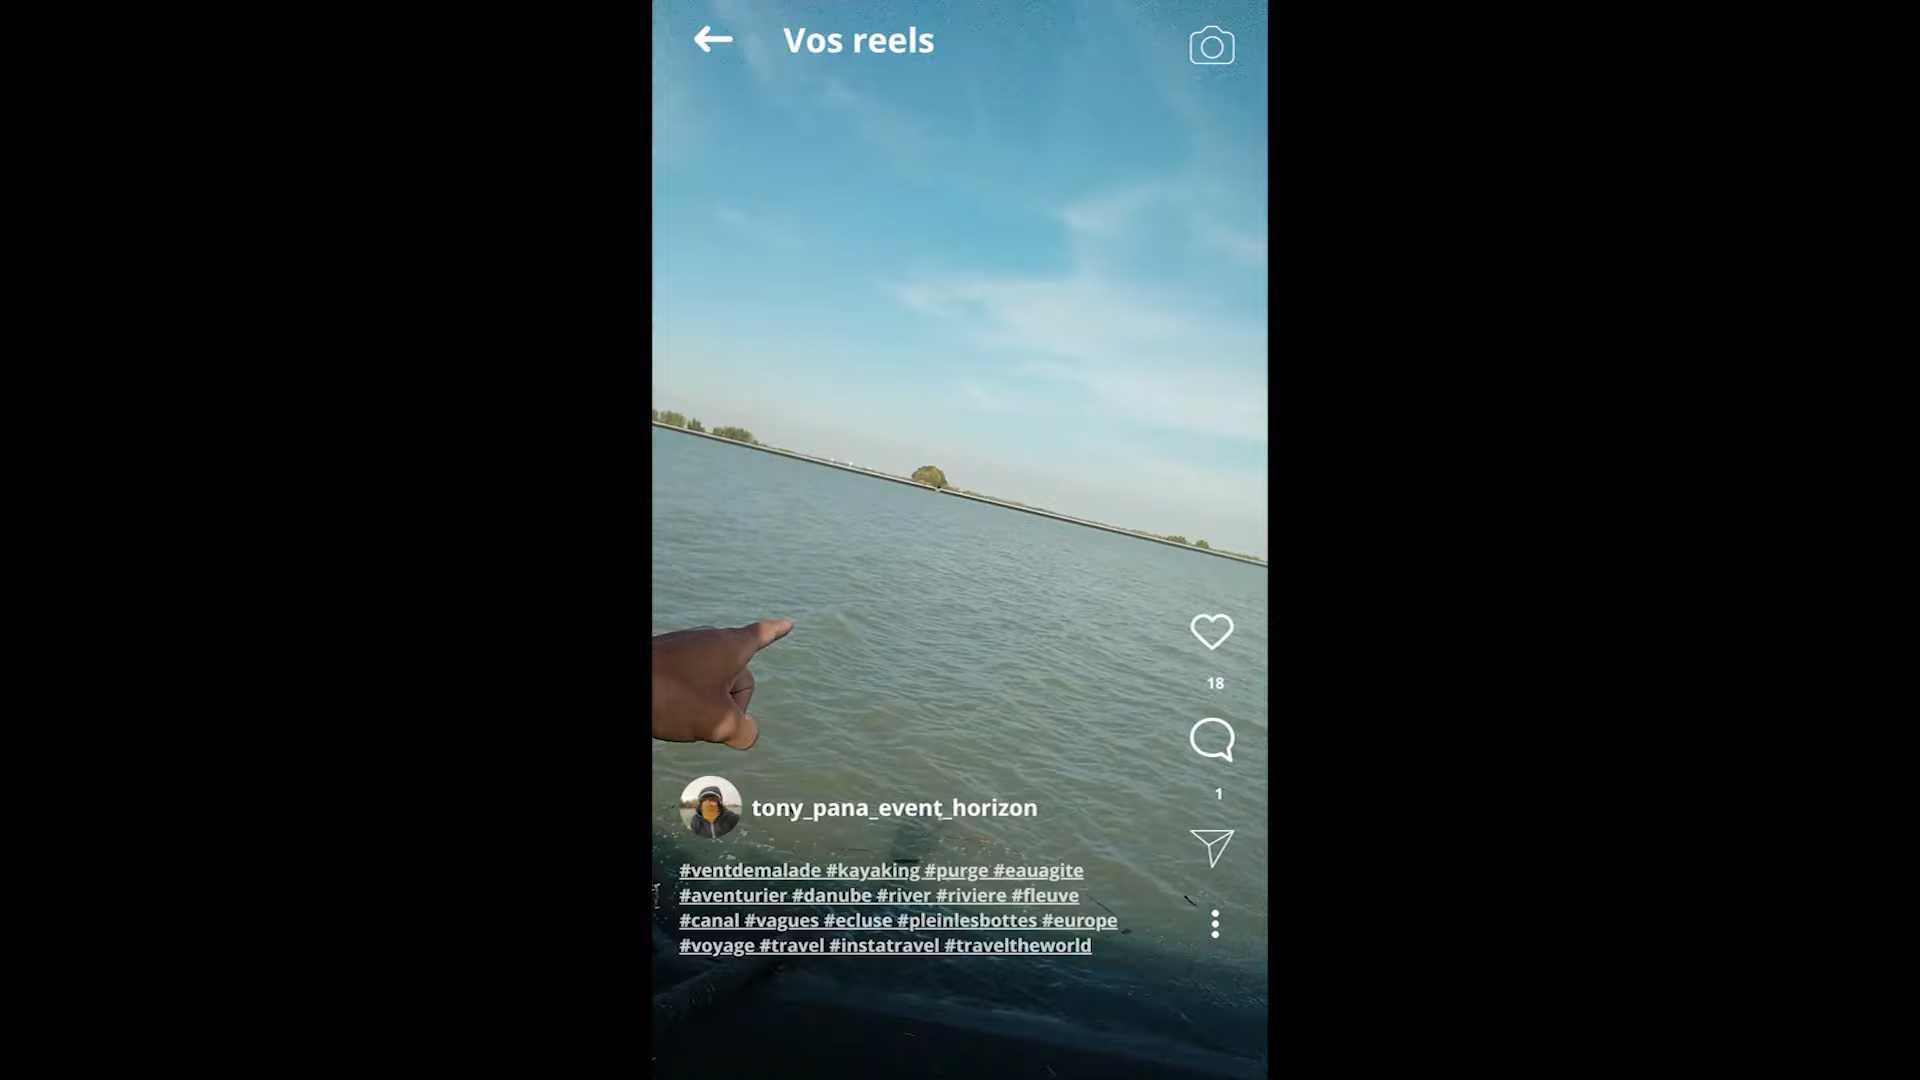 Vos reels
18
1
tony_pana_event_horizon
#ventdemalade #kayaking #purge #eauagite
#aventurier #danube #river #riviere #fleuve
#canal #vagues #ecluse #pleinlesbottes #europe
#voyage #travel #instatravel #traveltheworld